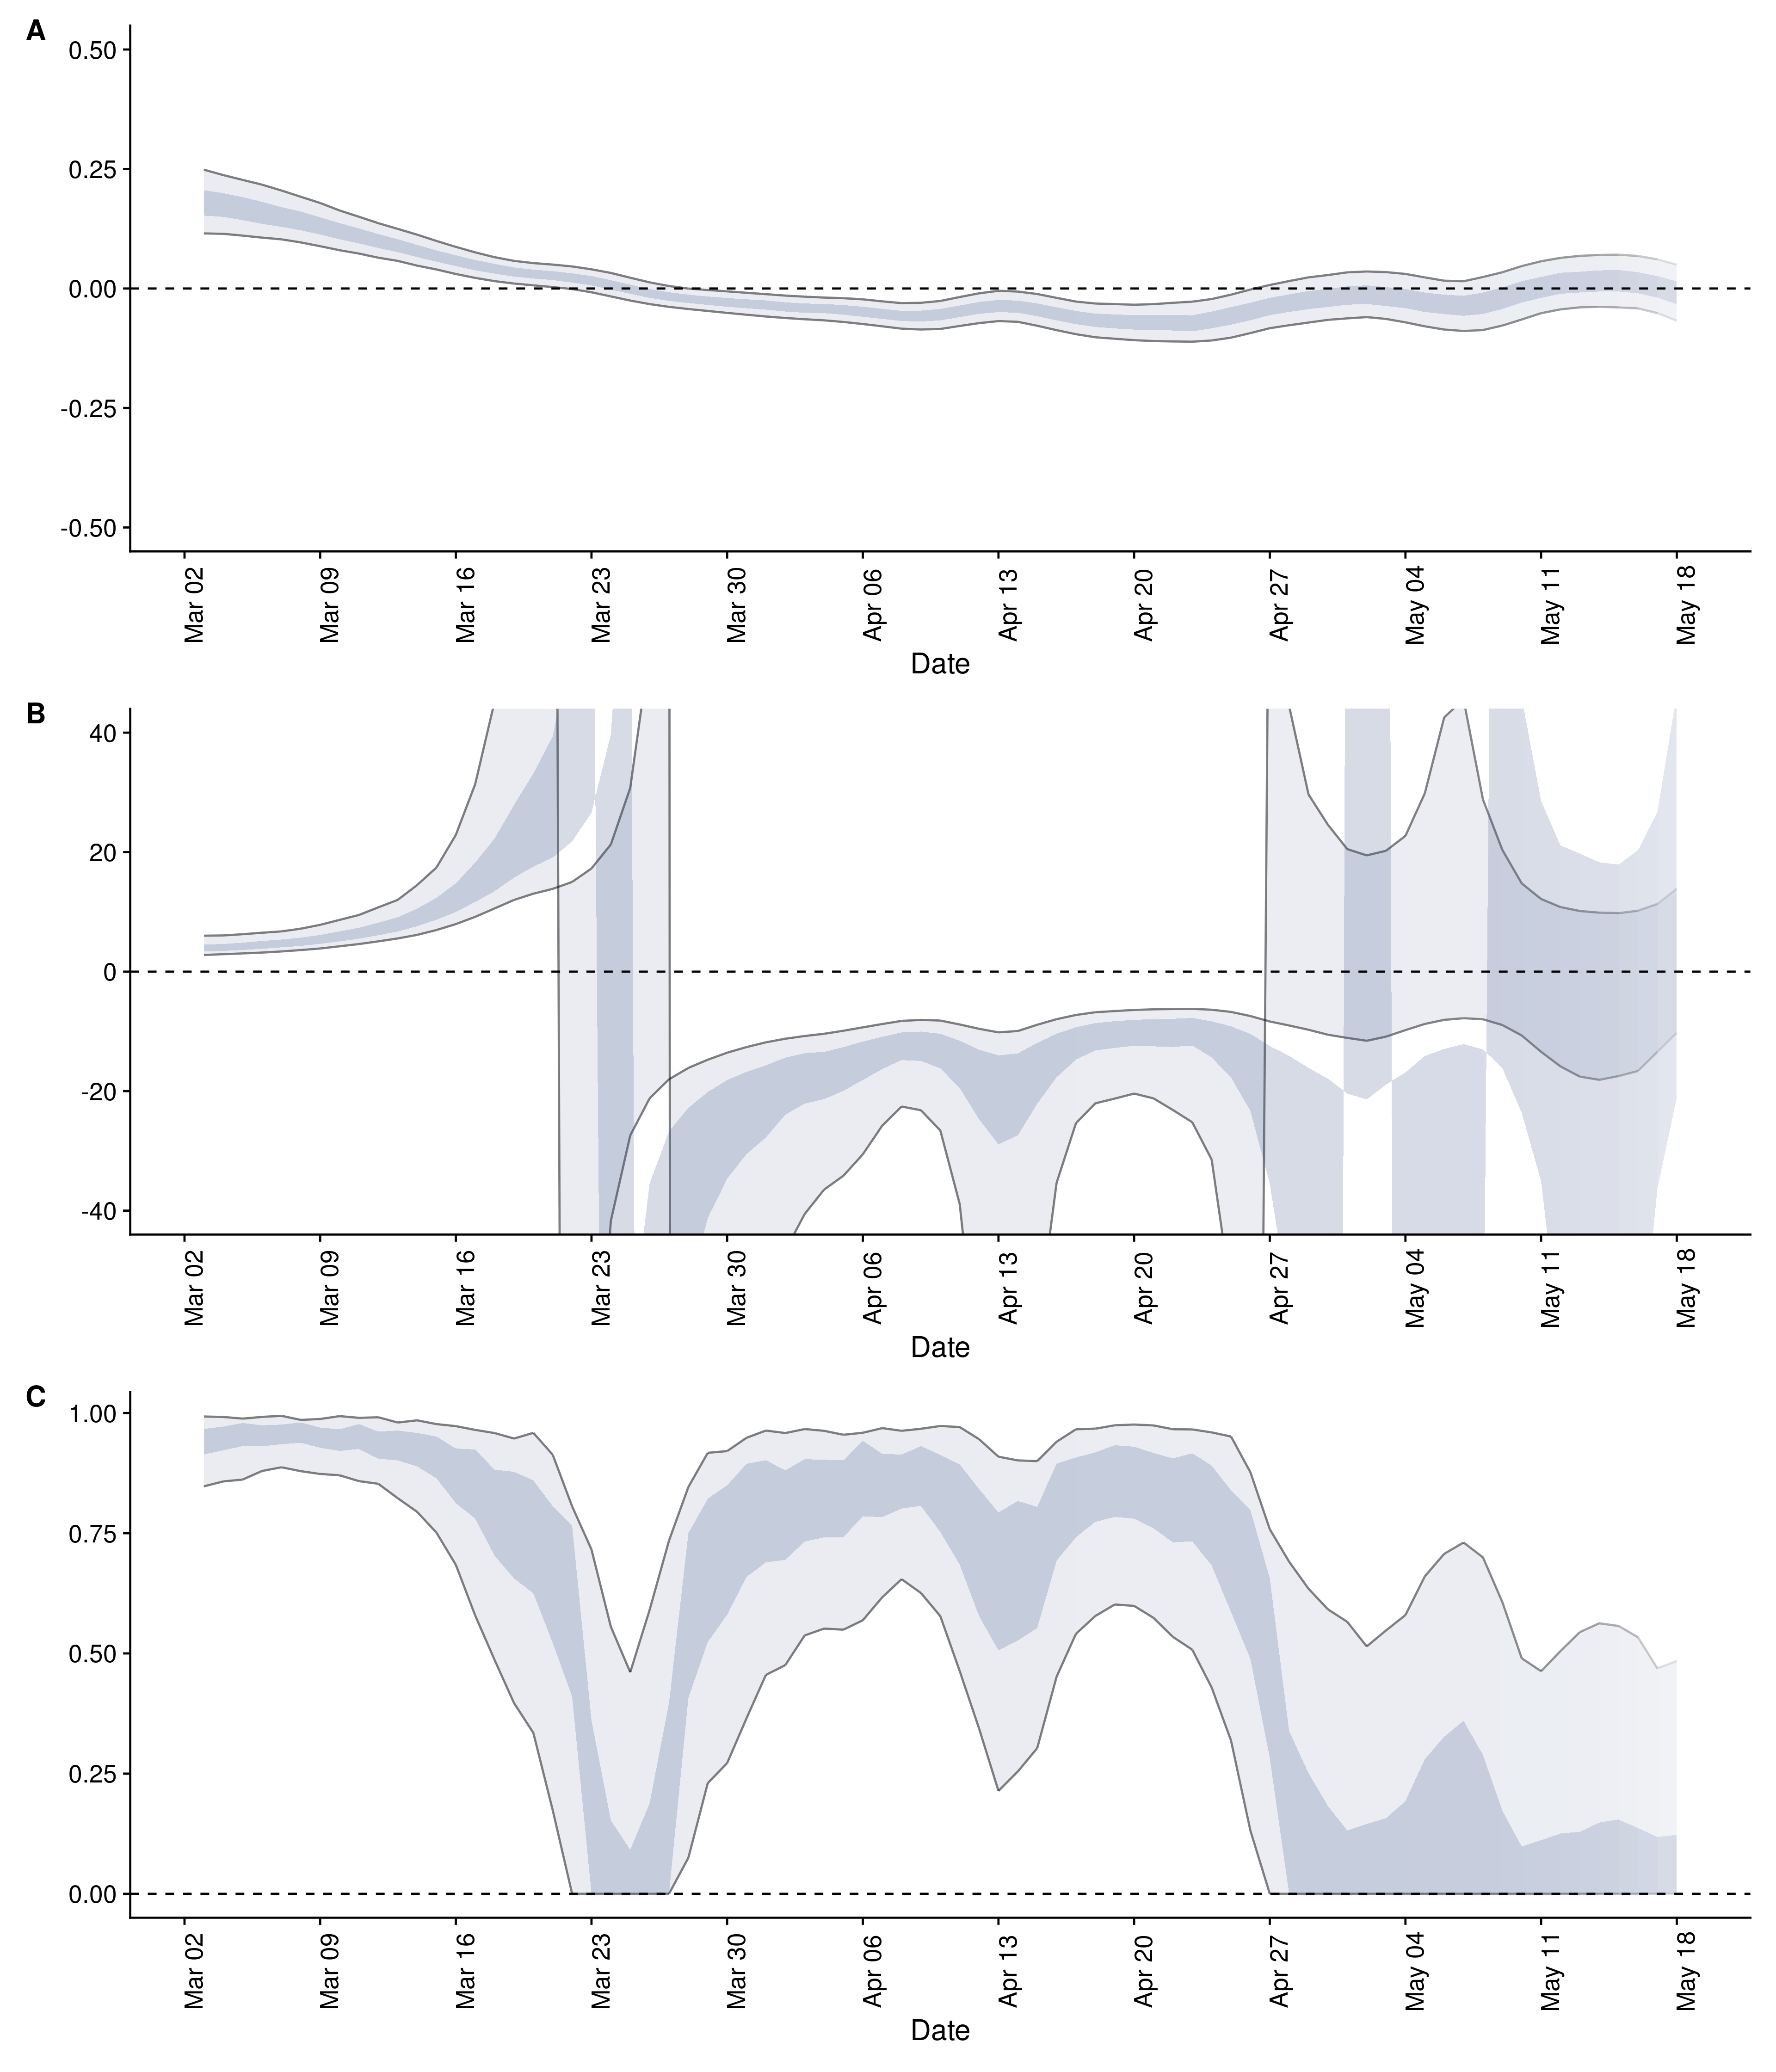 A
0.50
0.25
0.00
-0.25
-0.50
Mar 02
Mar 09
Mar 16
Mar 23
Mar 30
Apr 06
Apr 13
Apr 20
Apr 27
May 04
May 11
May 18
Date
B
40
20
0
-20
-40
Mar 02
Mar 09
Mar 16
Mar 23
Mar 30
Apr 06
Apr 13
Apr 20
Apr 27
May 04
May 11
May 18
Date
C
1.00
0.75
0.50
0.25
0.00
Mar 02
Mar 09
Mar 16
Mar 23
Mar 30
Apr 06
Apr 13
Apr 20
Apr 27
May 04
May 11
May 18
Date